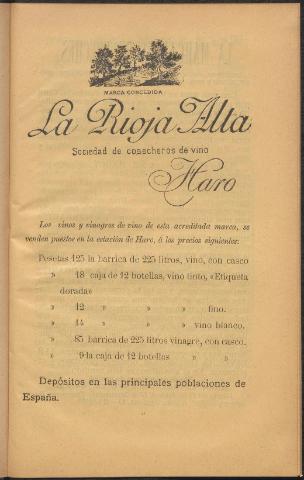 MARCA CONCEDIDA
La Rioja Alta
Sociedad de cosecheros de vino
Haro
Los vinos y vinagres de vino de esta acreditada marca, se
venden puestos en la estación de Haro, á los precios siguientes:
Pesetas 125 la barrica de 225 litros, vino, con casco
» 18 caja de 12 botellas, vino tinto, «Etiqueta
dorada»
» 12 » » » fino.
» 14 » » » vino blanco.
» 85 barrica de 225 litros vinagre, con casco.
» 9 la caja de 12 botellas » »
Depósitos en las principales poblaciones de
España.